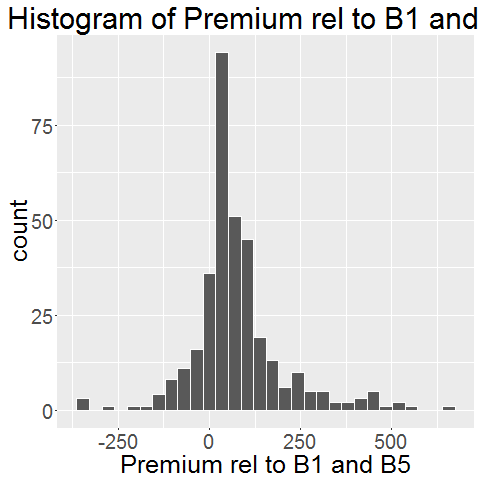 Histogram of Premium rel to B1 and
count
75
50
25
0
-250 0 250 500
Premium rel to B1 and B5